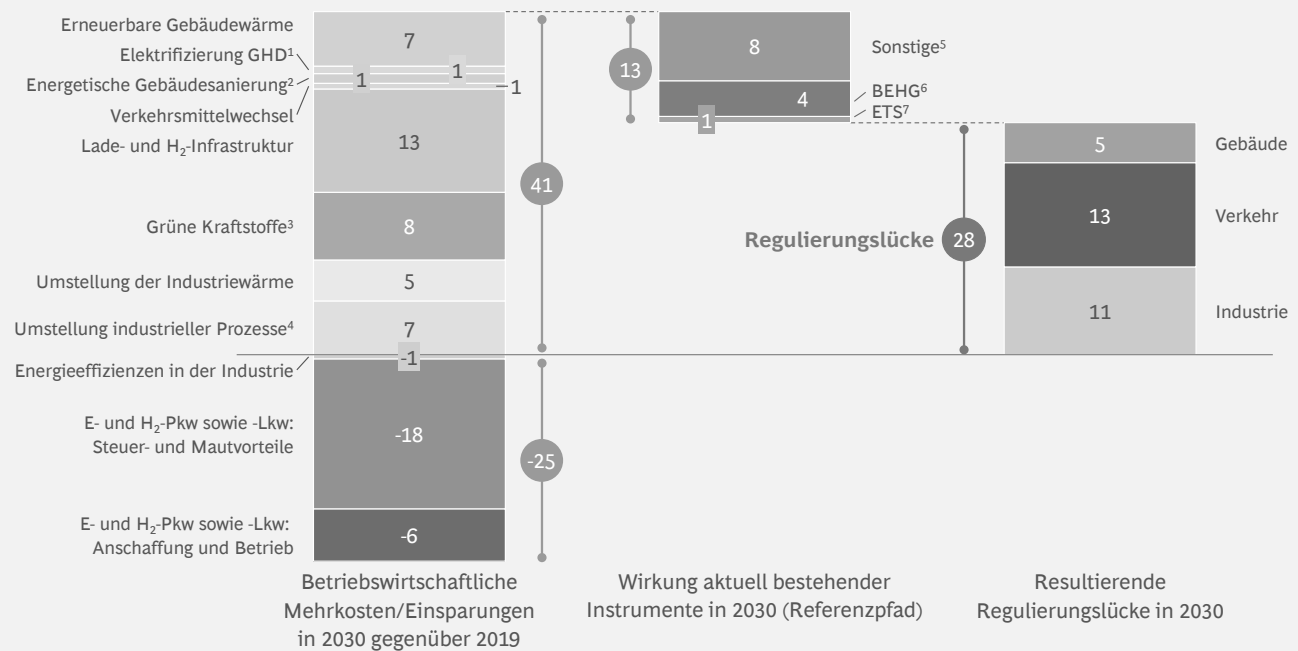 Erneuerbare Gebäudewärme
Elektrifizierung GHD¹
Energetische Gebäudesanierung²
Verkehrsmittelwechsel
Lade- und H₂-Infrastruktur
Grüne Kraftstoffe³
Umstellung der Industriewärme
Umstellung industrieller Prozesse⁴
Energieeffizienzen in der Industrie
E- und H₂-Pkw sowie -Lkw:
Steuer- und Mautvorteile
E- und H₂-Pkw sowie -Lkw:
Anschaffung und Betrieb
7
1
1
1
13
8
5
7
-1
-18
-6
41
-25
Betriebswirtschaftliche
Mehrkosten/Einsparungen
in 2030 gegenüber 2019
13
8
4
1
Sonstige⁵
BEHG⁶
ETS⁷
Wirkung aktuell bestehender
Instrumente in 2030 (Referenzpfad)
Regulierungslücke
28
5
13
11
Gebäude
Verkehr
Industrie
Resultierende
Regulierungslücke in 2030